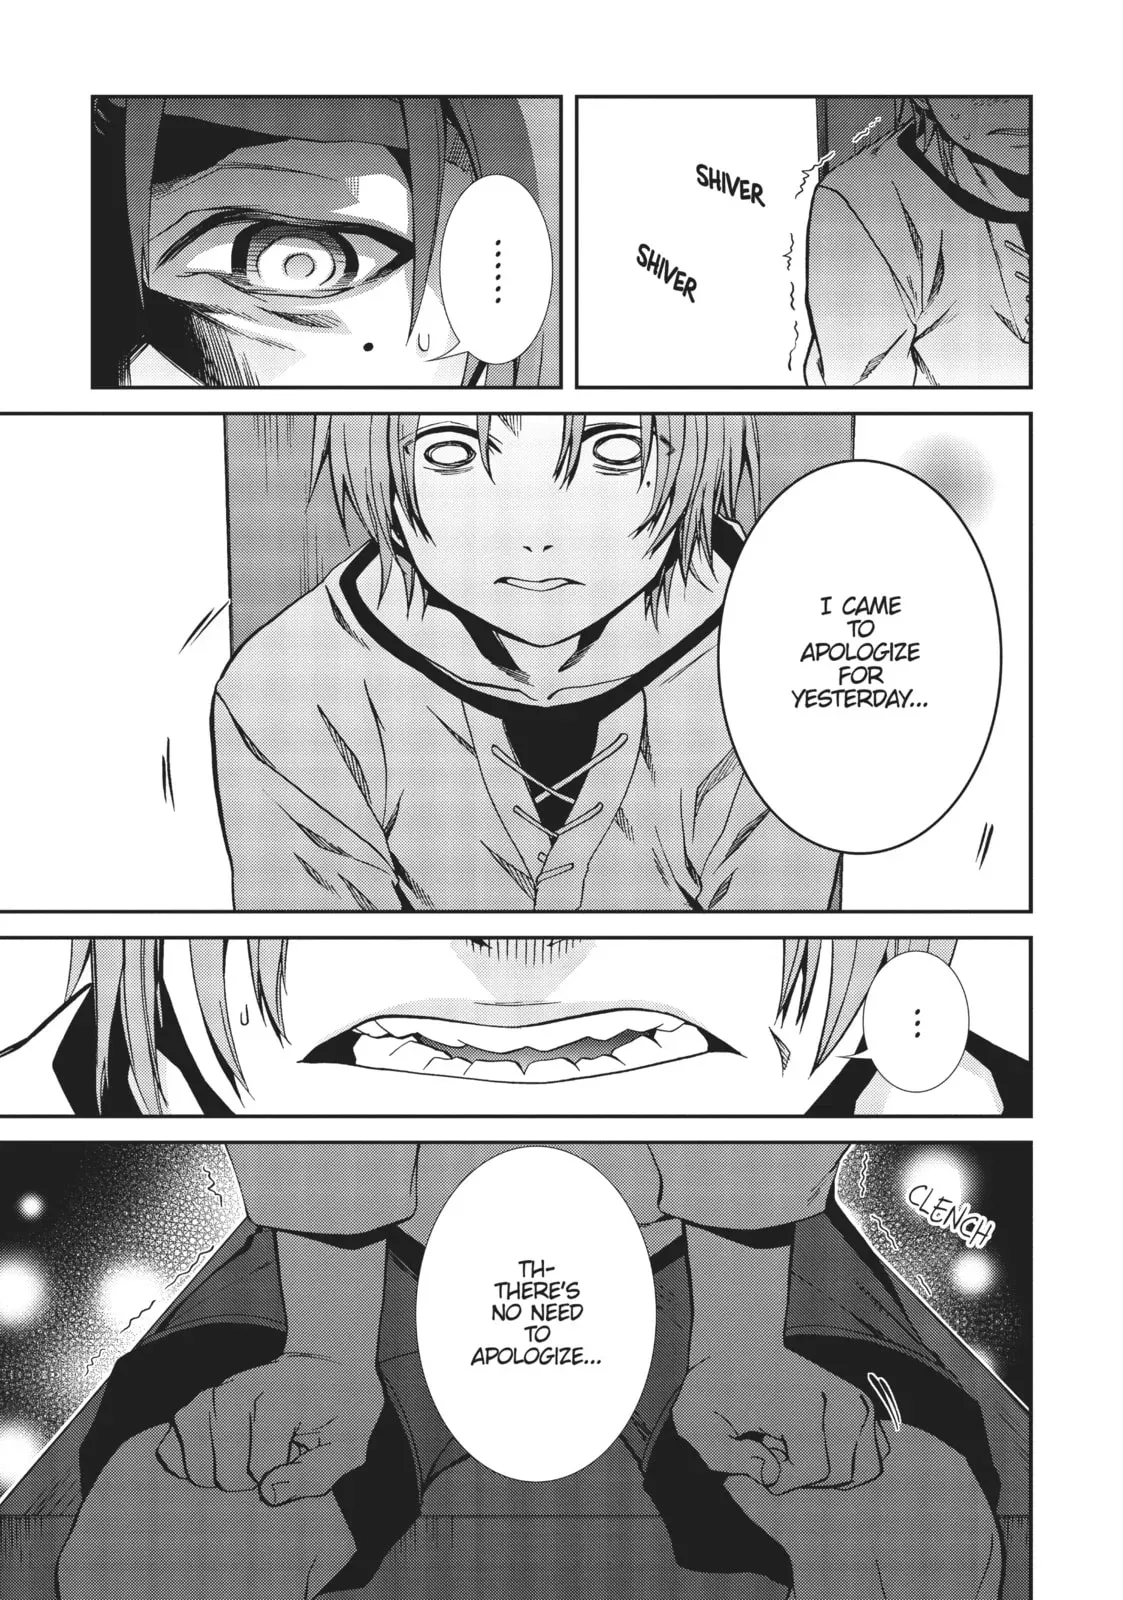 SHIVER
SHIVER
......
I CAME
TO
APOLOGIZE
FOR
YESTERDAY...
...
CLENCH
TH-
THERE'S
NO NEED
TO
APOLOGIZE...